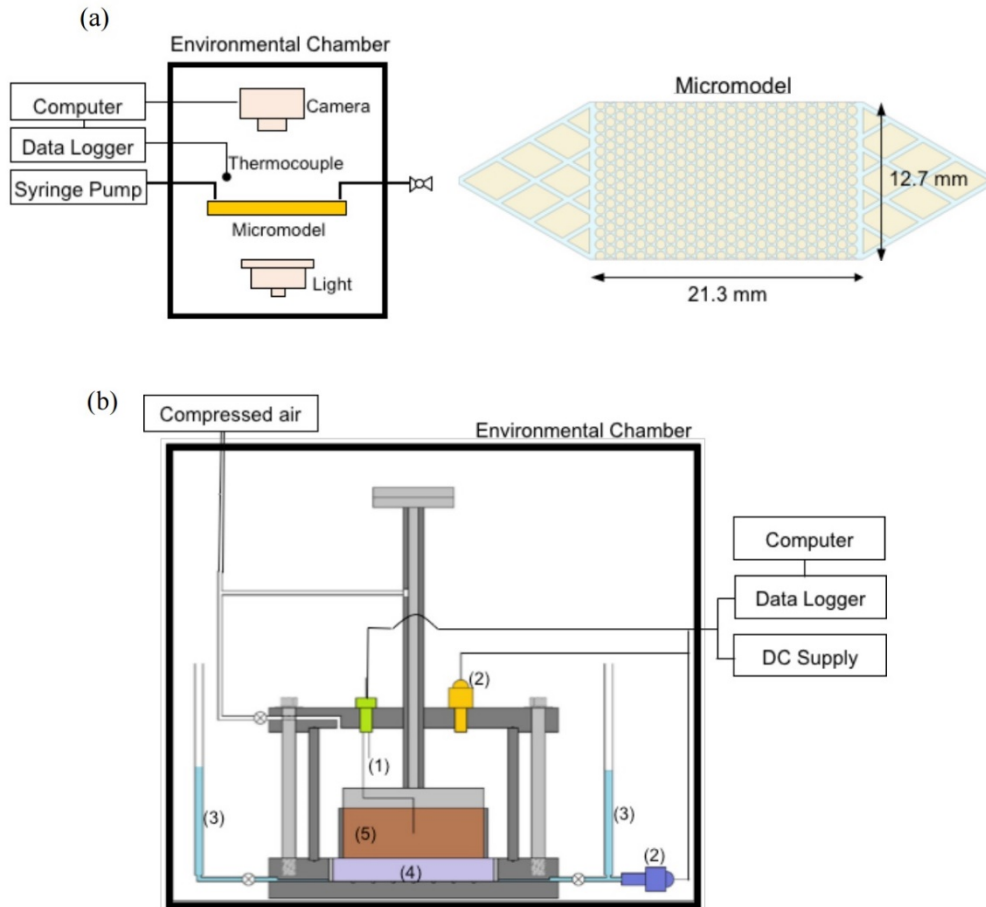 (a)
Environmental Chamber
Computer
Camera
Data Logger
Thermocouple
Syringe Pump
Micromodel
Light
Micromodel
12.7 mm
21.3 mm
(b)
Compressed air
Environmental Chamber
Computer
Data Logger
DC Supply
(2)
(1)
(3)
(3)
(5)
(2)
(4)